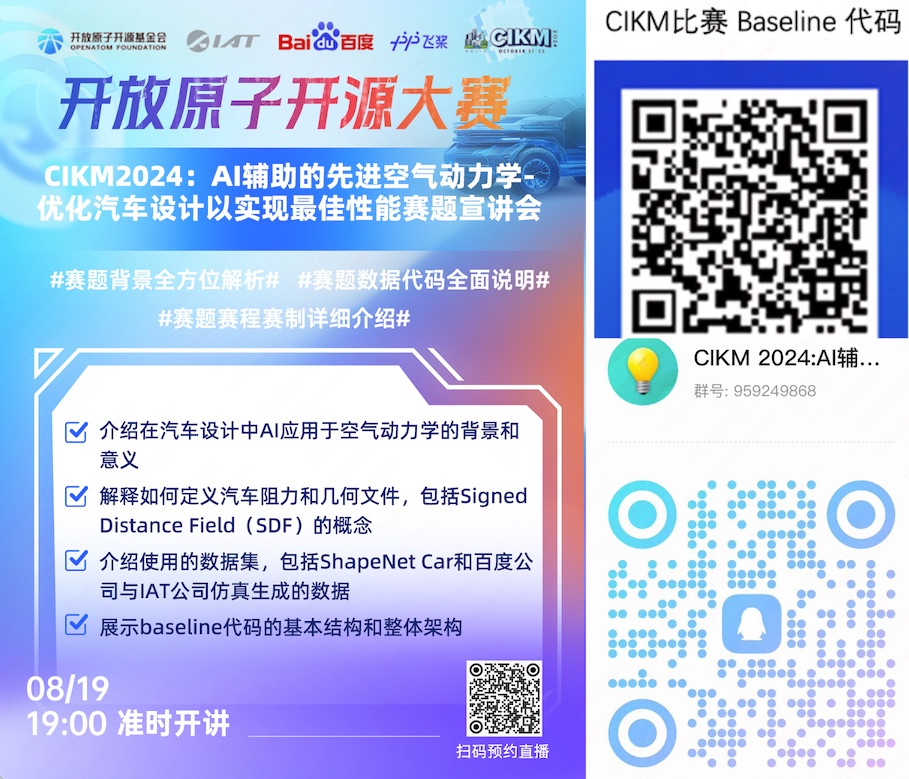 开放原子开源基金会
OPENATOM FOUNDATION
IAT
Bai du 百度
飞桨
CIKM
2024
OCTOBER 21-25
开放原子开源大赛
CIKM2024：AI辅助的先进空气动力学-
优化汽车设计以实现最佳性能赛题宣讲会
#赛题背景全方位解析# #赛题数据代码全面说明#
#赛题赛程赛制详细介绍#
介绍在汽车设计中AI应用于空气动力学的背景和
意义
解释如何定义汽车阻力和几何文件，包括Signed
Distance Field（SDF）的概念
介绍使用的数据集，包括ShapeNet Car和百度公
司与IAT公司仿真生成的数据
展示baseline代码的基本结构和整体架构
08/19
19:00 准时开讲
扫码预约直播
CIKM比赛 Baseline 代码
CIKM 2024:AI辅...
群号: 959249868